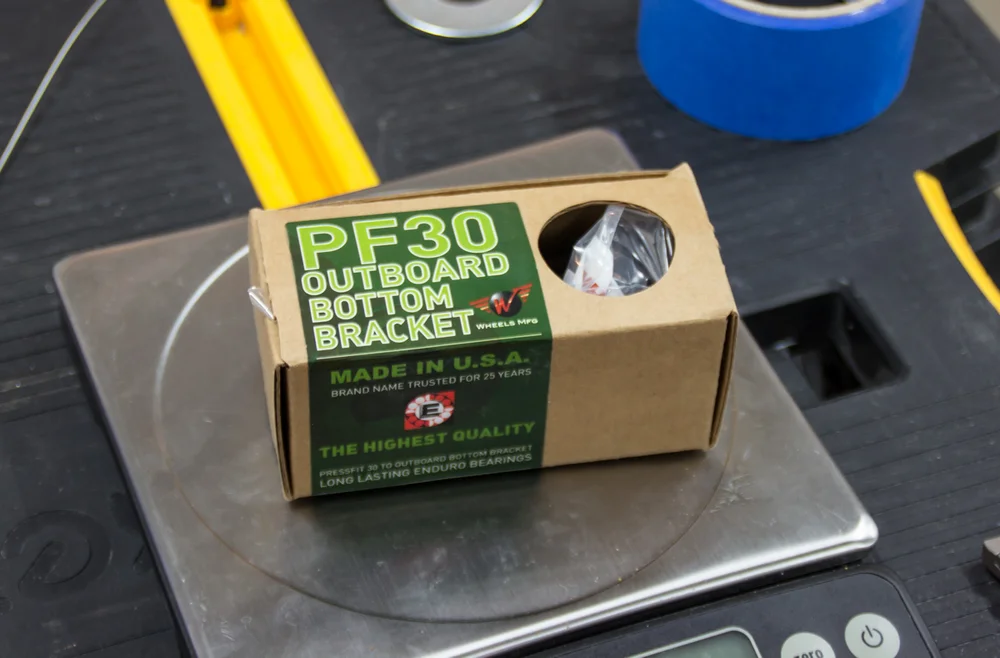 PF30
OUTBOARD
BOTTOM
BRACKET
W
WHEELS MFG
MADE IN U.S.A.
BRAND NAME TRUSTED FOR 25 YEARS
E
THE HIGHEST QUALITY
PRESSFIT 30 TO OUTBOARD BOTTOM BRACKET
LONG LASTING ENDURO BEARINGS
zero